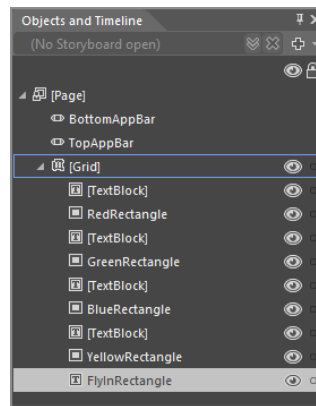 Objects and Timeline
(No Storyboard open)
[Page]
BottomAppBar
TopAppBar
[Grid]
[TextBlock]
RedRectangle
[TextBlock]
GreenRectangle
[TextBlock]
BlueRectangle
[TextBlock]
YellowRectangle
FlyInRectangle